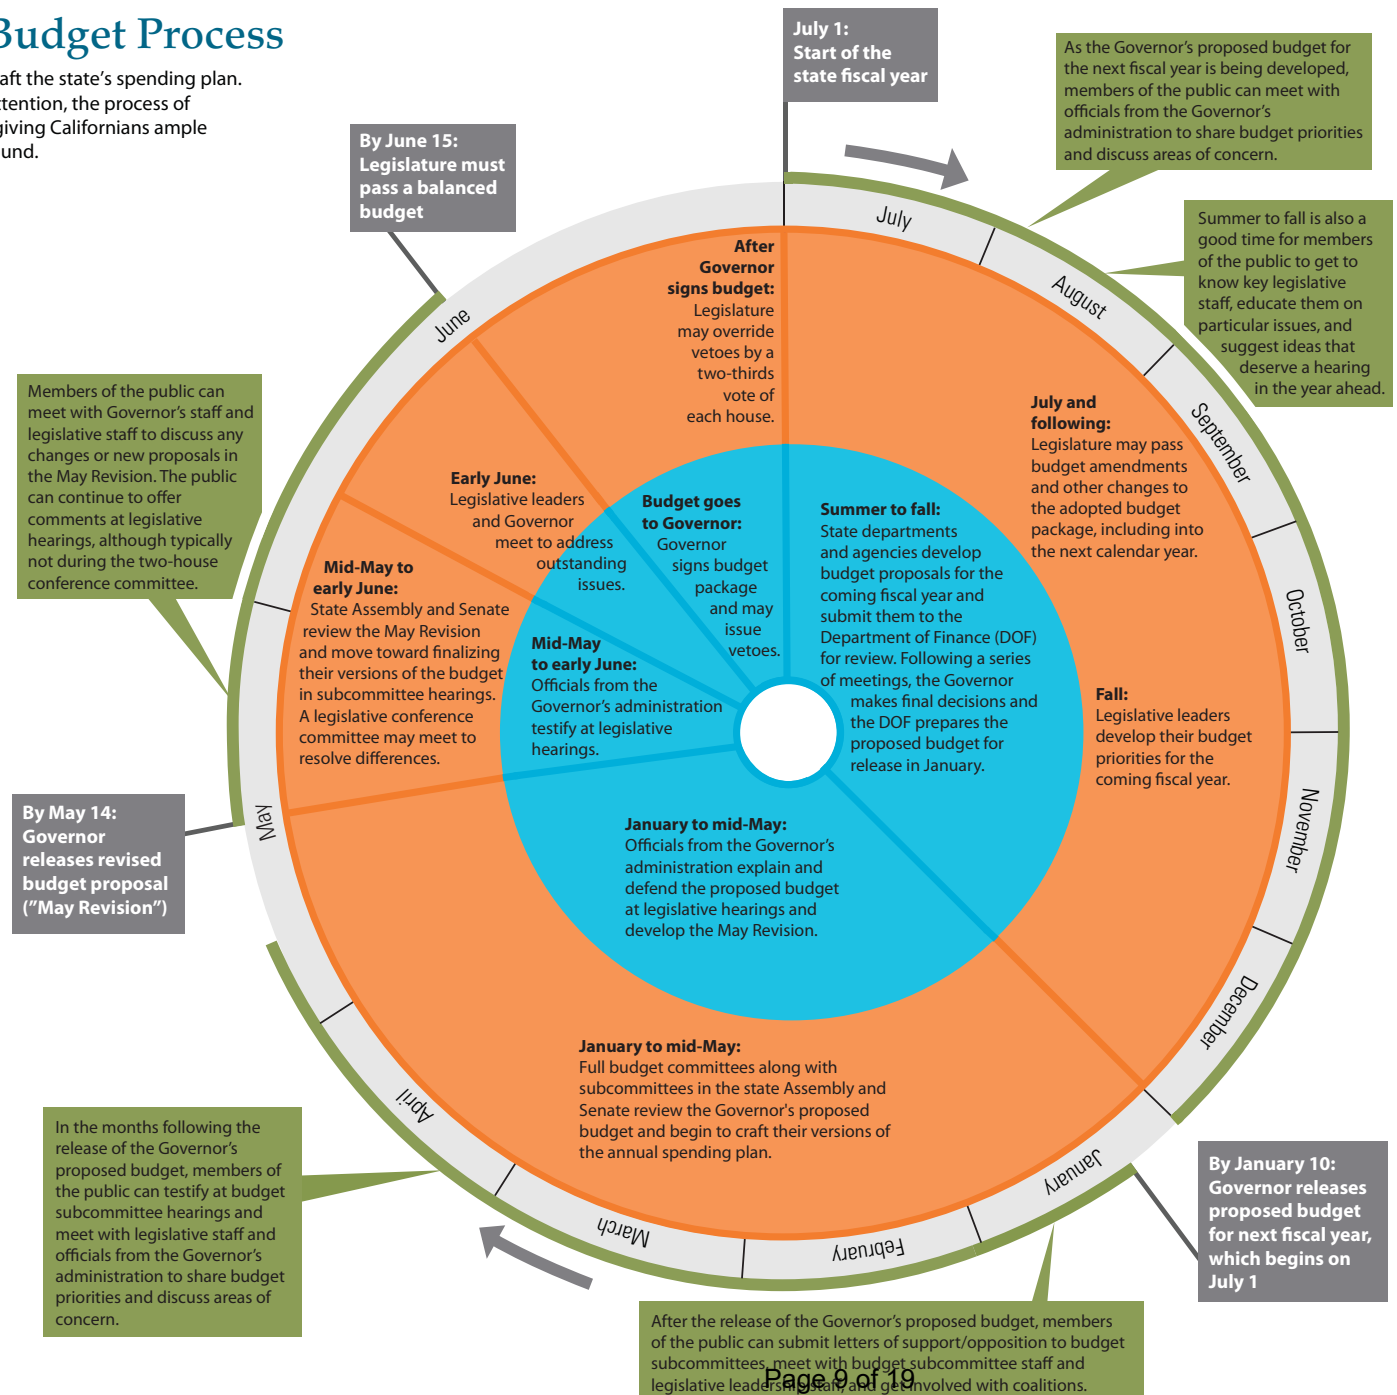 Budget Process
aft the state's spending plan.
ttention, the process of
giving Californians ample
und.
July 1:
Start of the
state fiscal year
As the Governor's proposed budget for
the next fiscal year is being developed,
members of the public can meet with
officials from the Governor's
administration to share budget priorities
and discuss areas of concern.
By June 15:
Legislature must
pass a balanced
budget
Summer to fall is also a
good time for members
of the public to get to
know key legislative
staff, educate them on
particular issues, and
suggest ideas that
deserve a hearing
in the year ahead.
July
August
September
October
November
December
January
February
March
April
May
June
After
Governor
signs budget:
Legislature
may override
vetoes by a
two-thirds
vote of
each house.
July and
following:
Legislature may pass
budget amendments
and other changes to
the adopted budget
package, including into
the next calendar year.
Members of the public can
meet with Governor's staff and
legislative staff to discuss any
changes or new proposals in
the May Revision. The public
can continue to offer
comments at legislative
hearings, although typically
not during the two-house
conference committee.
Early June:
Legislative leaders
and Governor
meet to address
outstanding
issues.
Budget goes
to Governor:
Governor
signs budget
package
and may
issue
vetoes.
Summer to fall:
State departments
and agencies develop
budget proposals for the
coming fiscal year and
submit them to the
Department of Finance (DOF)
for review. Following a series
of meetings, the Governor
makes final decisions and
the DOF prepares the
proposed budget for
release in January.
Mid-May to
early June:
State Assembly and Senate
review the May Revision
and move toward finalizing
their versions of the budget
in subcommittee hearings.
A legislative conference
committee may meet to
resolve differences.
Mid-May
to early June:
Officials from the
Governor's administration
testify at legislative
hearings.
Fall:
Legislative leaders
develop their budget
priorities for the
coming fiscal year.
By May 14:
Governor
releases revised
budget proposal
("May Revision")
January to mid-May:
Officials from the Governor's
administration explain and
defend the proposed budget
at legislative hearings and
develop the May Revision.
January to mid-May:
Full budget committees along with
subcommittees in the state Assembly and
Senate review the Governor's proposed
budget and begin to craft their versions of
the annual spending plan.
In the months following the
release of the Governor's
proposed budget, members of
the public can testify at budget
subcommittee hearings and
meet with legislative staff and
officials from the Governor's
administration to share budget
priorities and discuss areas of
concern.
By January 10:
Governor releases
proposed budget
for next fiscal year,
which begins on
July 1
After the release of the Governor's proposed budget, members
of the public can submit letters of support/opposition to budget
subcommittees, meet with budget subcommittee staff and
legislative leadership staff, and get involved with coalitions.
Page 9 of 19